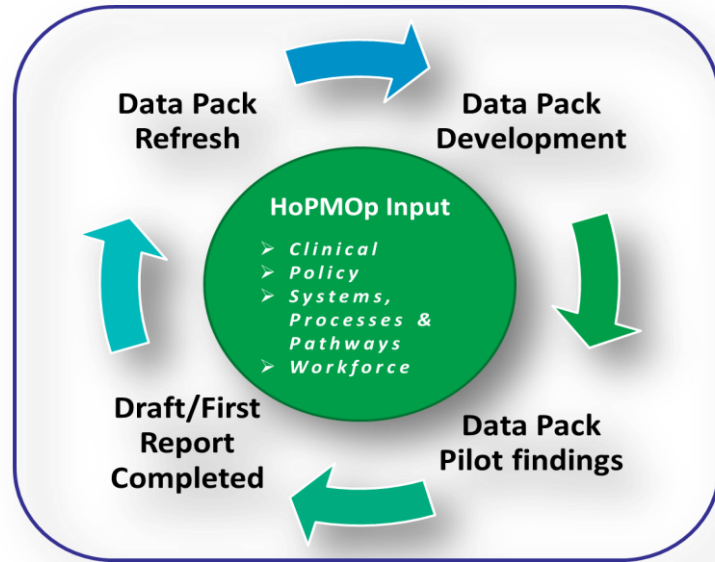 Data Pack
Refresh
Data Pack
Development
HoPMOp Input
➢ Clinical
➢ Policy
➢ Systems,
Processes &
Pathways
➢ Workforce
Data Pack
Pilot findings
Draft/First
Report
Completed